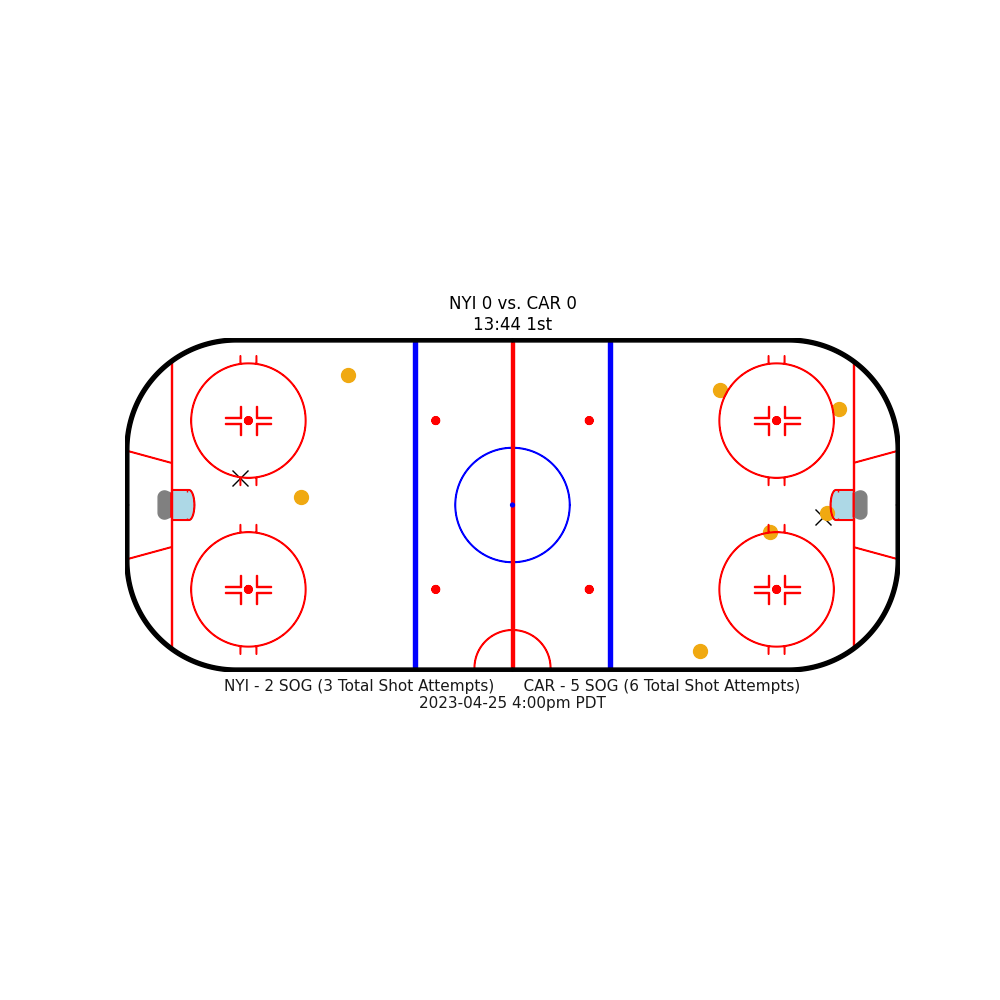 NYI 0 vs. CAR 0
13:44 1st
NYI - 2 SOG (3 Total Shot Attempts) CAR - 5 SOG (6 Total Shot Attempts)
2023-04-25 4:00pm PDT